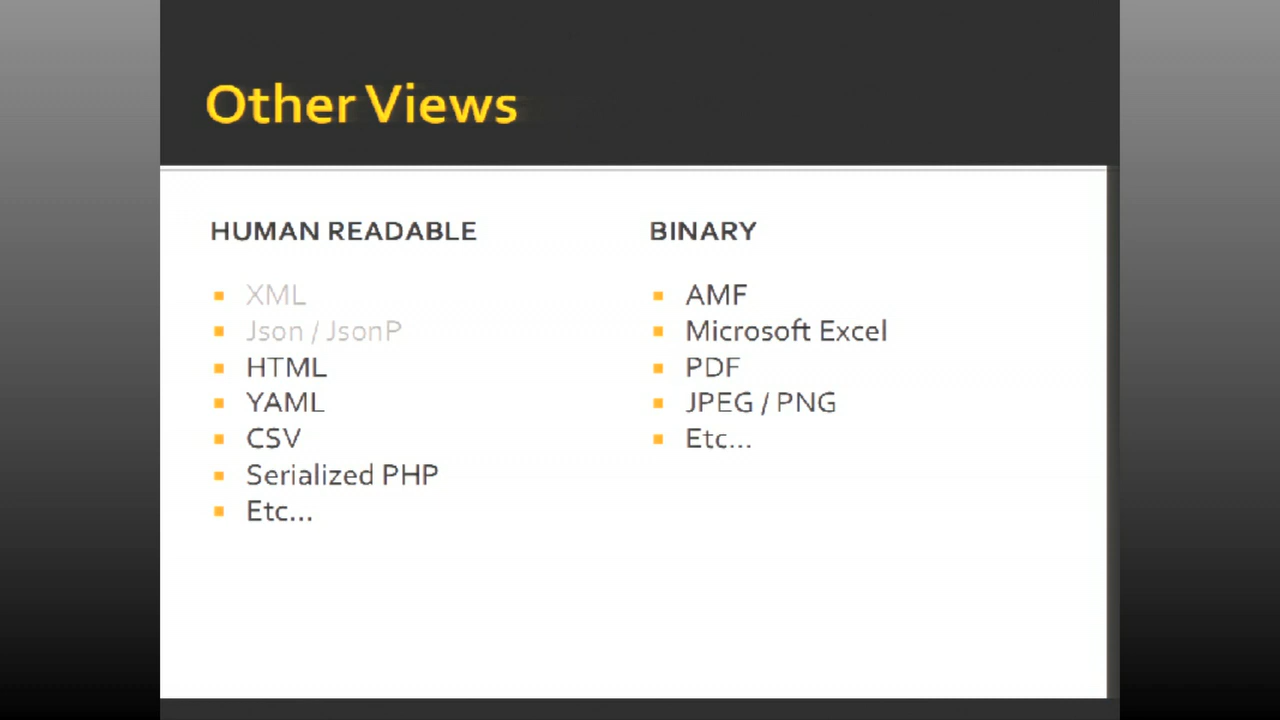 Other Views
HUMAN READABLE
XML
Json / JsonP
HTML
YAML
CSV
Serialized PHP
Etc...
BINARY
AMF
Microsoft Excel
PDF
JPEG / PNG
Etc...